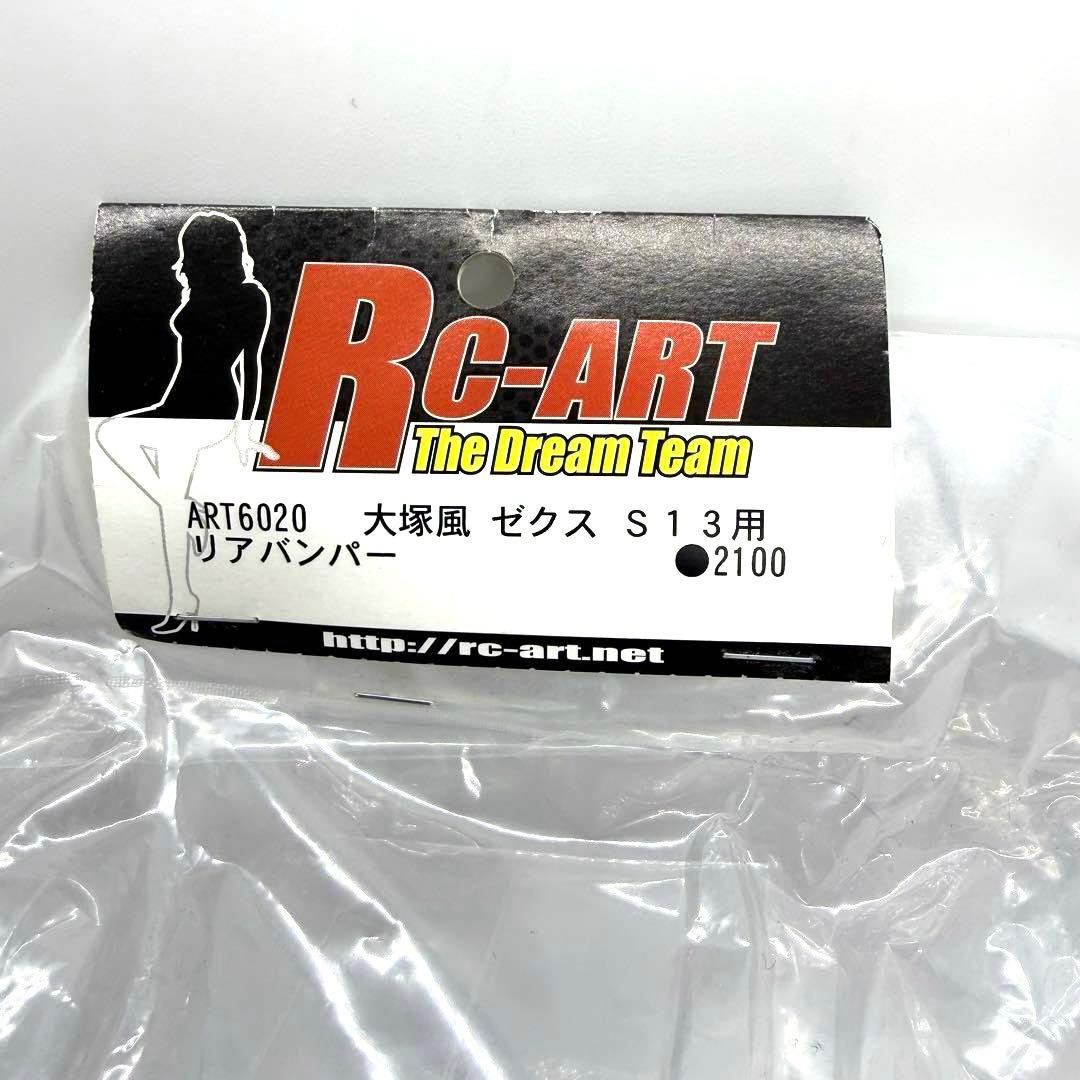 RC-ART
The Dream Team
ART6020 大塚風 ゼクス S13用
リアバンパー ●2100
http://rc-art.net